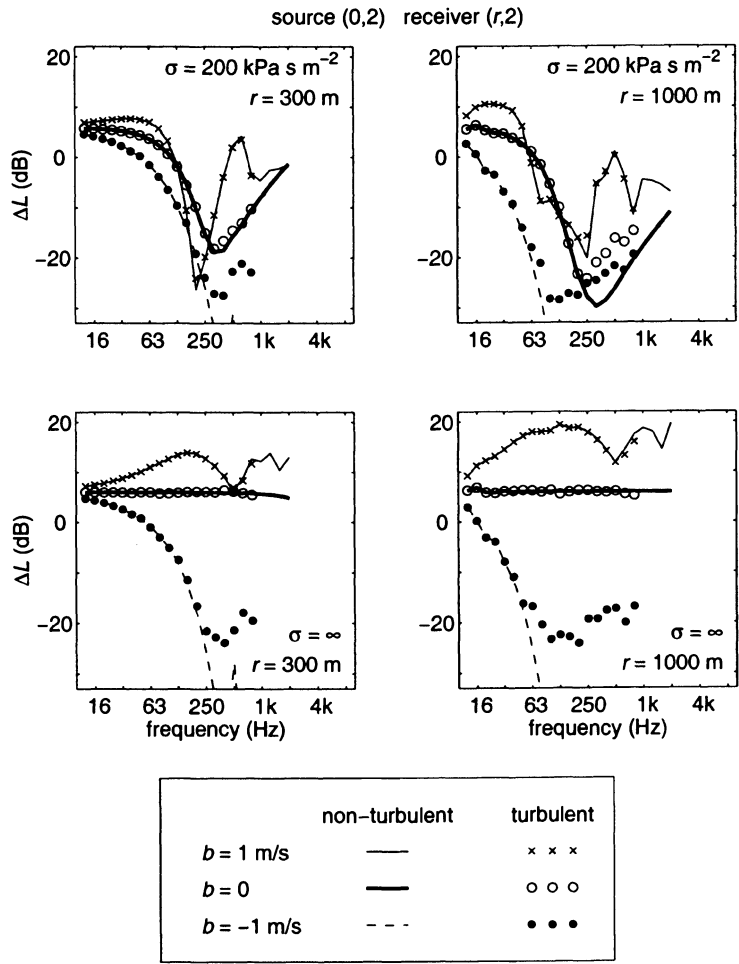 source (0,2) receiver (r,2)
20
0
−20
ΔL (dB)
σ = 200 kPa s m⁻²
r = 300 m
16 63 250 1k 4k
20
0
−20
σ = 200 kPa s m⁻²
r = 1000 m
16 63 250 1k 4k
20
0
−20
ΔL (dB)
σ = ∞
r = 300 m
16 63 250 1k 4k
frequency (Hz)
20
0
−20
σ = ∞
r = 1000 m
16 63 250 1k 4k
frequency (Hz)
non−turbulent turbulent
b = 1 m/s
b = 0
b = −1 m/s